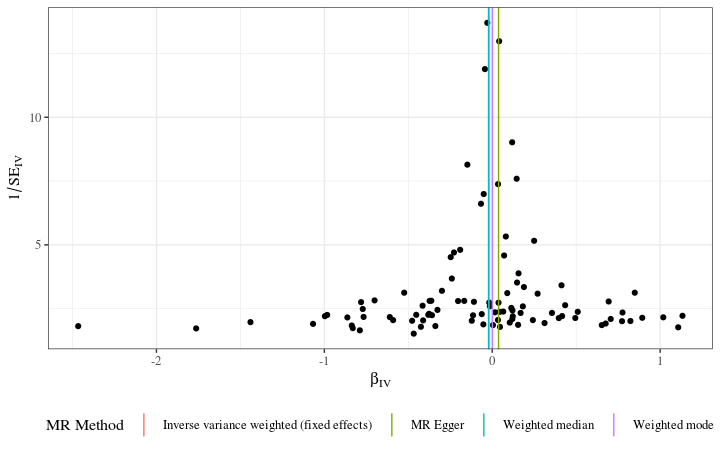 10
5
1/SE_IV
-2
-1
0
1
β_IV
MR Method
Inverse variance weighted (fixed effects)
MR Egger
Weighted median
Weighted mode